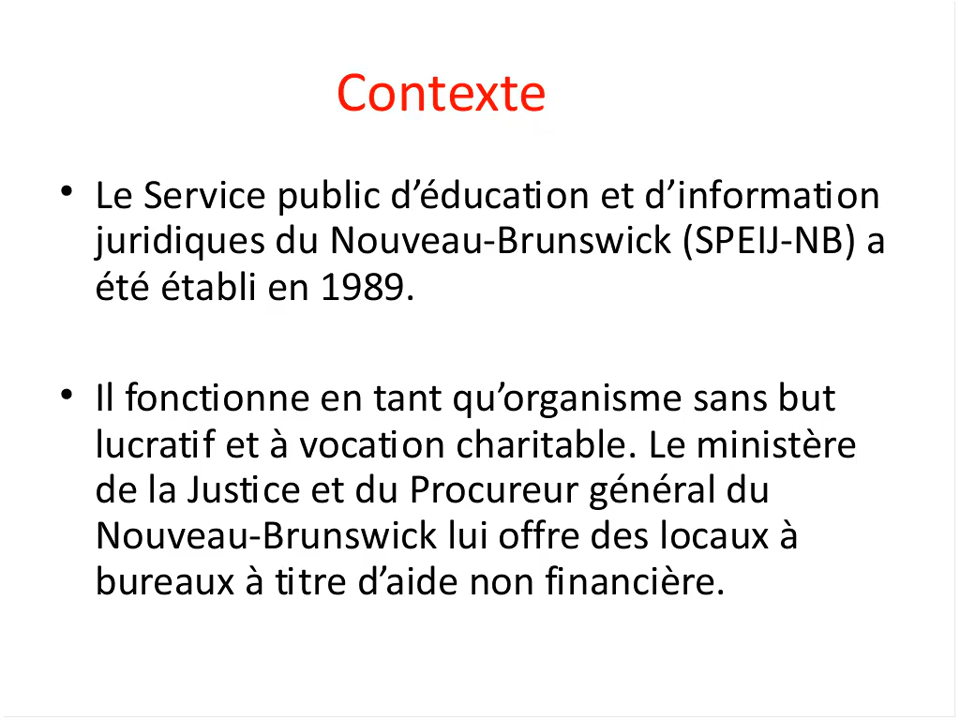 Contexte
• Le Service public d’éducation et d’information
juridiques du Nouveau-Brunswick (SPEIJ-NB) a
été établi en 1989.
• Il fonctionne en tant qu’organisme sans but
lucratif et à vocation charitable. Le ministère
de la Justice et du Procureur général du
Nouveau-Brunswick lui offre des locaux à
bureaux à titre d’aide non financière.